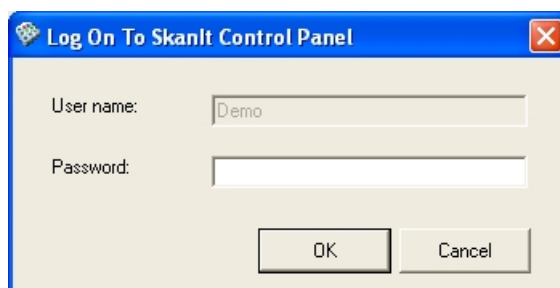 Log On To SkanIt Control Panel
User name:
Demo
Password:
OK
Cancel